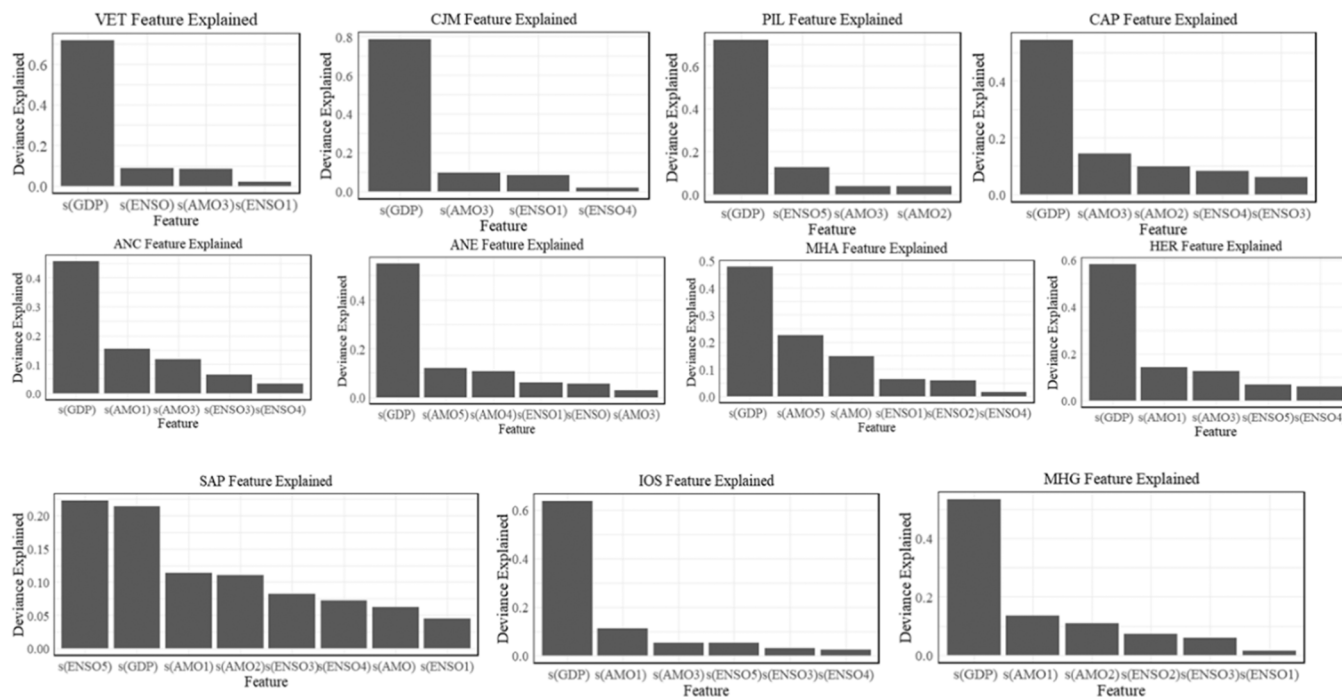 VET Feature Explained
Deviance Explained
0.6
0.4
0.2
0.0
s(GDP) s(ENSO) s(AMO3) s(ENSO1)
Feature
CJM Feature Explained
Deviance Explained
0.8
0.6
0.4
0.2
0.0
s(GDP) s(AMO3) s(ENSO1) s(ENSO4)
Feature
PIL Feature Explained
Deviance Explained
0.6
0.4
0.2
0.0
s(GDP) s(ENSO5) s(AMO3) s(AMO2)
Feature
CAP Feature Explained
Deviance Explained
0.4
0.2
0.0
s(GDP) s(AMO3) s(AMO2) s(ENSO4) s(ENSO3)
Feature
ANC Feature Explained
Deviance Explained
0.4
0.3
0.2
0.1
0.0
s(GDP) s(AMO1) s(AMO3) s(ENSO3) s(ENSO4)
Feature
ANE Feature Explained
Deviance Explained
0.4
0.2
0.0
s(GDP) s(AMO5) s(AMO4) s(ENSO1) s(ENSO) s(AMO3)
Feature
MHA Feature Explained
Deviance Explained
0.5
0.4
0.3
0.2
0.1
0.0
s(GDP) s(AMO5) s(AMO) s(ENSO1) s(ENSO2) s(ENSO4)
Feature
HER Feature Explained
Deviance Explained
0.6
0.4
0.2
0.0
s(GDP) s(AMO1) s(AMO3) s(ENSO5) s(ENSO4)
Feature
SAP Feature Explained
Deviance Explained
0.20
0.15
0.10
0.05
0.00
s(ENSO5) s(GDP) s(AMO1) s(AMO2) s(ENSO3) s(ENSO4) s(AMO) s(ENSO1)
Feature
IOS Feature Explained
Deviance Explained
0.6
0.4
0.2
0.0
s(GDP) s(AMO1) s(AMO3) s(ENSO5) s(ENSO3) s(ENSO4)
Feature
MHG Feature Explained
Deviance Explained
0.4
0.2
0.0
s(GDP) s(AMO1) s(AMO2) s(ENSO2) s(ENSO3) s(ENSO1)
Feature